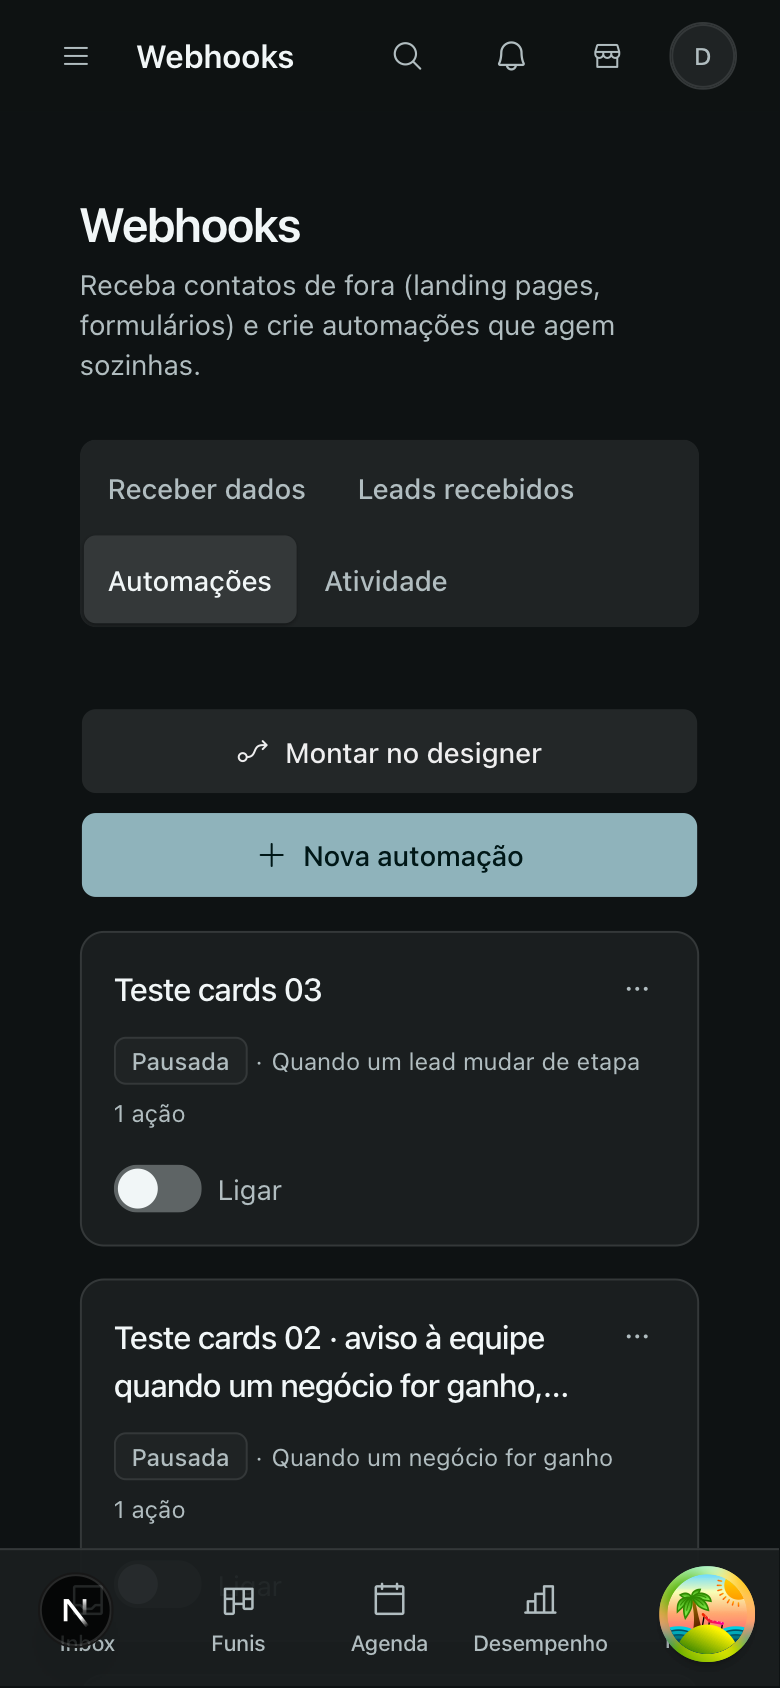 Webhooks
D
Webhooks
Receba contatos de fora (landing pages,
formulários) e crie automações que agem
sozinhas.
Receber dados
Leads recebidos
Automações
Atividade
Montar no designer
Nova automação
Teste cards 03
Pausada · Quando um lead mudar de etapa
1 ação
Ligar
Teste cards 02 · aviso à equipe
quando um negócio for ganho,...
Pausada · Quando um negócio for ganho
1 ação
Ligar
N
Inbox
Funis
Agenda
Desempenho